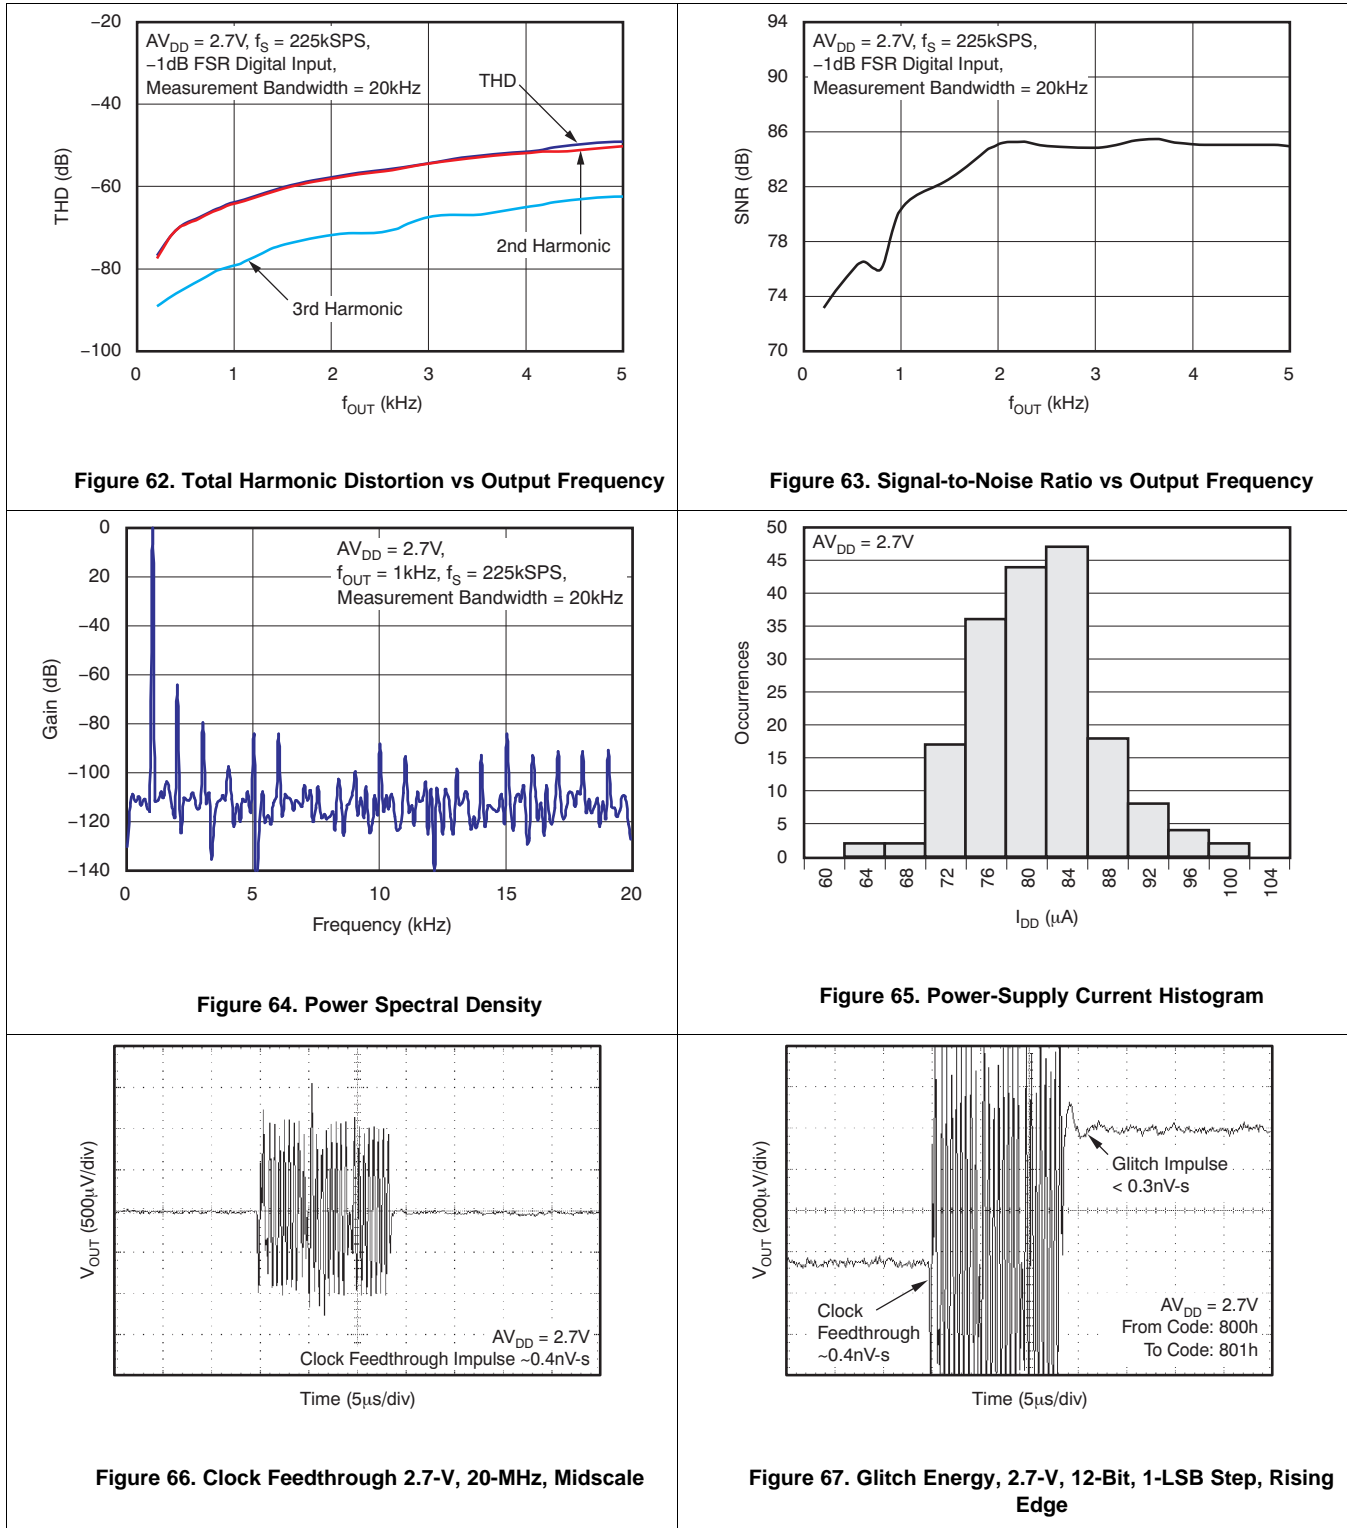 −20
−40
−60
−80
−100
THD (dB)
AVDD = 2.7V, fS = 225kSPS,
−1dB FSR Digital Input,
Measurement Bandwidth = 20kHz
THD
2nd Harmonic
3rd Harmonic
0 1 2 3 4 5
fOUT (kHz)
Figure 62. Total Harmonic Distortion vs Output Frequency
94
90
86
82
78
74
70
SNR (dB)
AVDD = 2.7V, fS = 225kSPS,
−1dB FSR Digital Input,
Measurement Bandwidth = 20kHz
0 1 2 3 4 5
fOUT (kHz)
Figure 63. Signal-to-Noise Ratio vs Output Frequency
0
20
−40
−60
−80
−100
−120
−140
Gain (dB)
AVDD = 2.7V,
fOUT = 1kHz, fS = 225kSPS,
Measurement Bandwidth = 20kHz
0 5 10 15 20
Frequency (kHz)
Figure 64. Power Spectral Density
50
45
40
35
30
25
20
15
10
5
0
Occurrences
AVDD = 2.7V
60 64 68 72 76 80 84 88 92 96 100 104
IDD (μA)
Figure 65. Power-Supply Current Histogram
VOUT (500μV/div)
AVDD = 2.7V
Clock Feedthrough Impulse ~0.4nV-s
Time (5μs/div)
Figure 66. Clock Feedthrough 2.7-V, 20-MHz, Midscale
VOUT (200μV/div)
Glitch Impulse
< 0.3nV-s
Clock
Feedthrough
~0.4nV-s
AVDD = 2.7V
From Code: 800h
To Code: 801h
Time (5μs/div)
Figure 67. Glitch Energy, 2.7-V, 12-Bit, 1-LSB Step, Rising
Edge